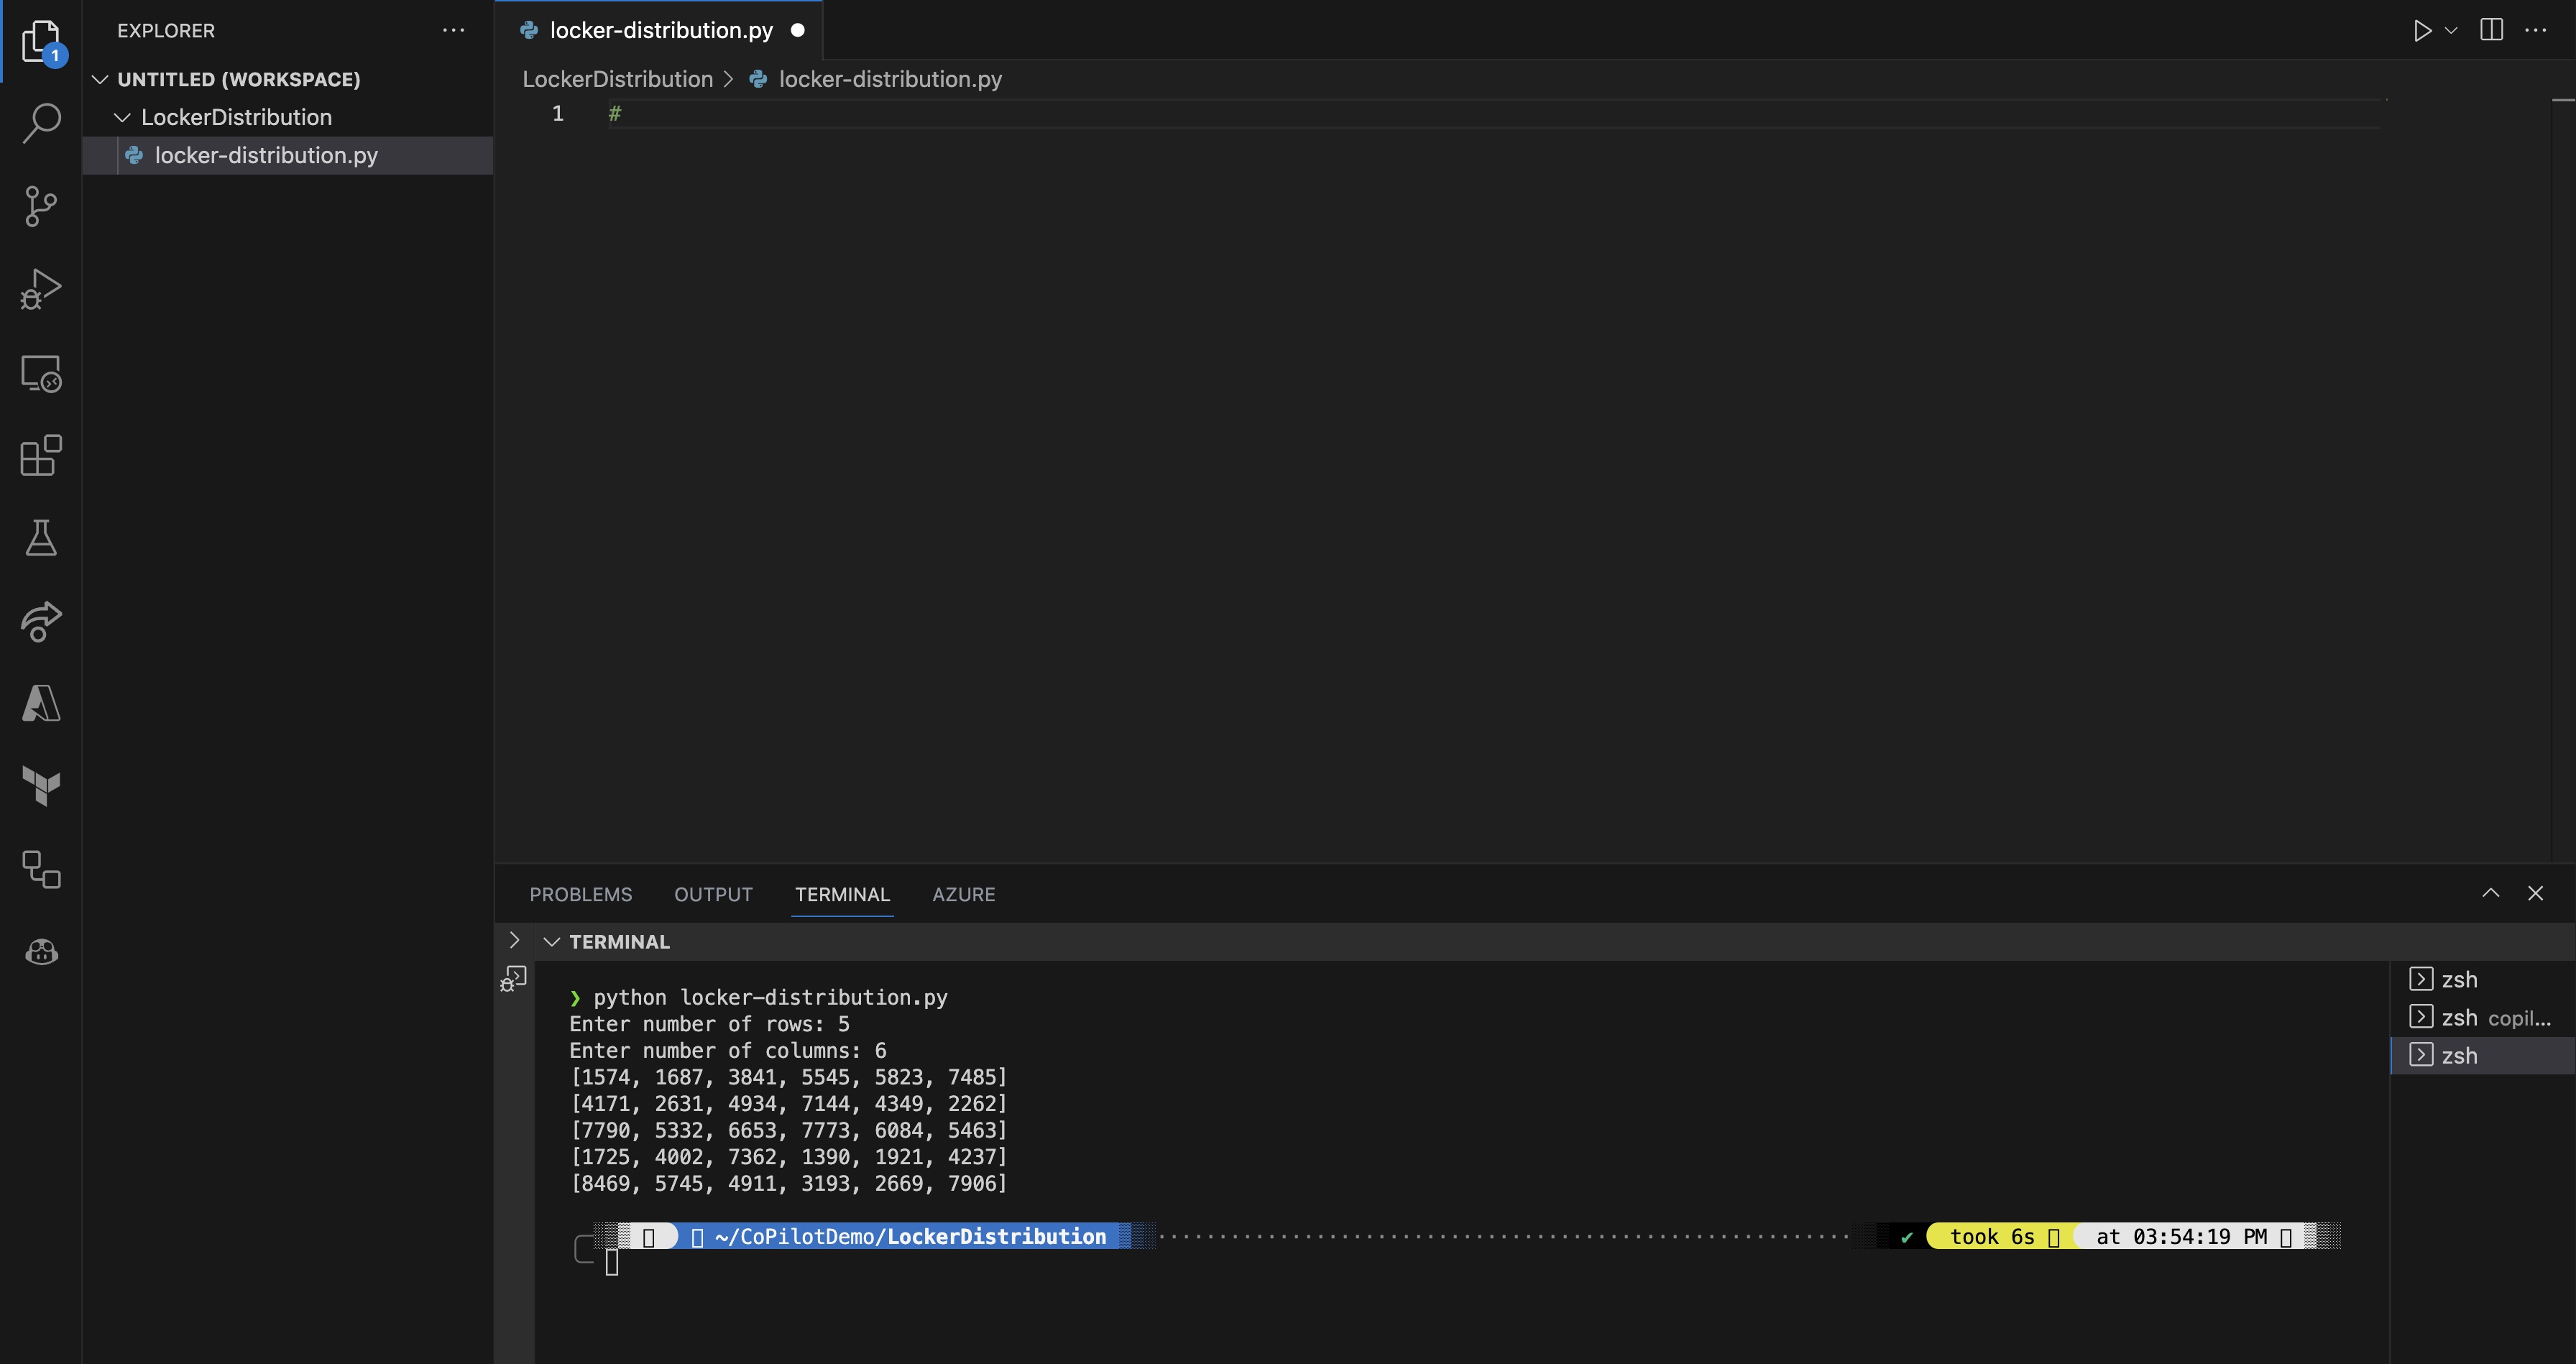 1
EXPLORER
UNTITLED (WORKSPACE)
LockerDistribution
locker-distribution.py
locker-distribution.py
LockerDistribution > locker-distribution.py
1 #
PROBLEMS OUTPUT TERMINAL AZURE
TERMINAL
❯ python locker-distribution.py
Enter number of rows: 5
Enter number of columns: 6
[1574, 1687, 3841, 5545, 5823, 7485]
[4171, 2631, 4934, 7144, 4349, 2262]
[7790, 5332, 6653, 7773, 6084, 5463]
[1725, 4002, 7362, 1390, 1921, 4237]
[8469, 5745, 4911, 3193, 2669, 7906]
~/CoPilotDemo/LockerDistribution ✔ took 6s at 03:54:19 PM
zsh
zsh copil...
zsh